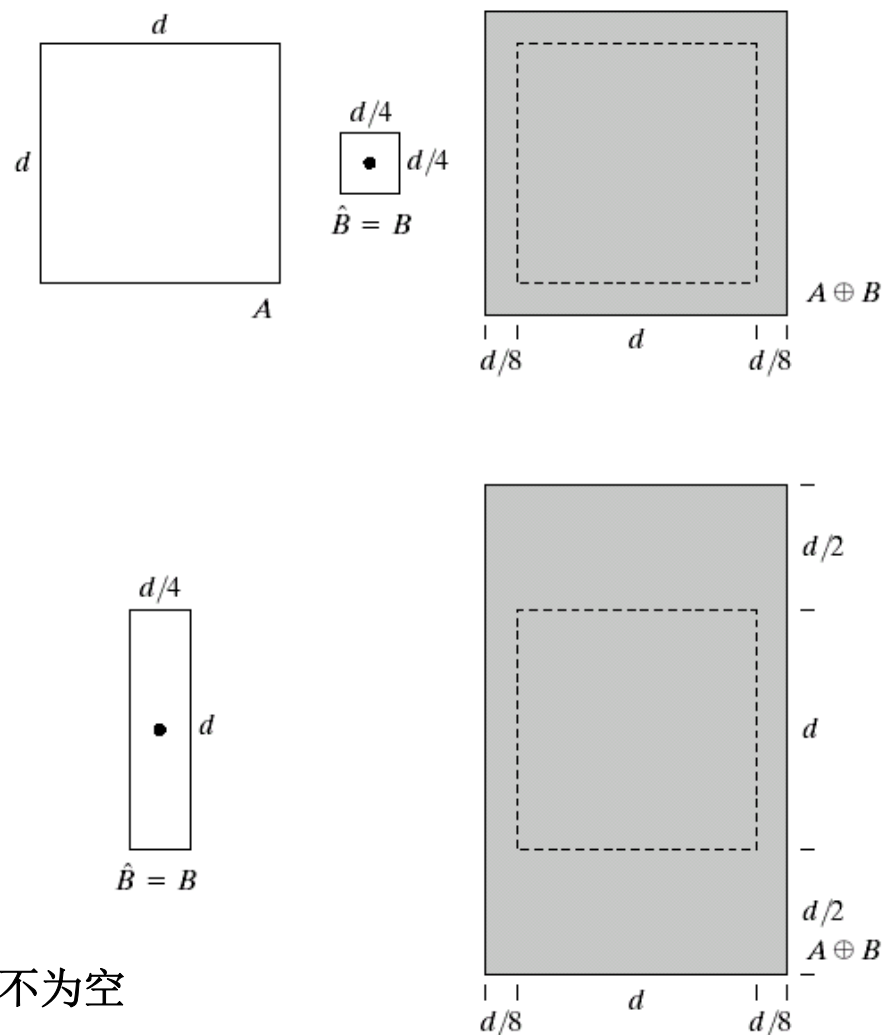 d
d
A
d/4
d/4
B̂ = B
A ⊕ B
d
d/8
d/8
d/4
d
B̂ = B
d/2
d
d/2
A ⊕ B
d
d/8
d/8
不为空